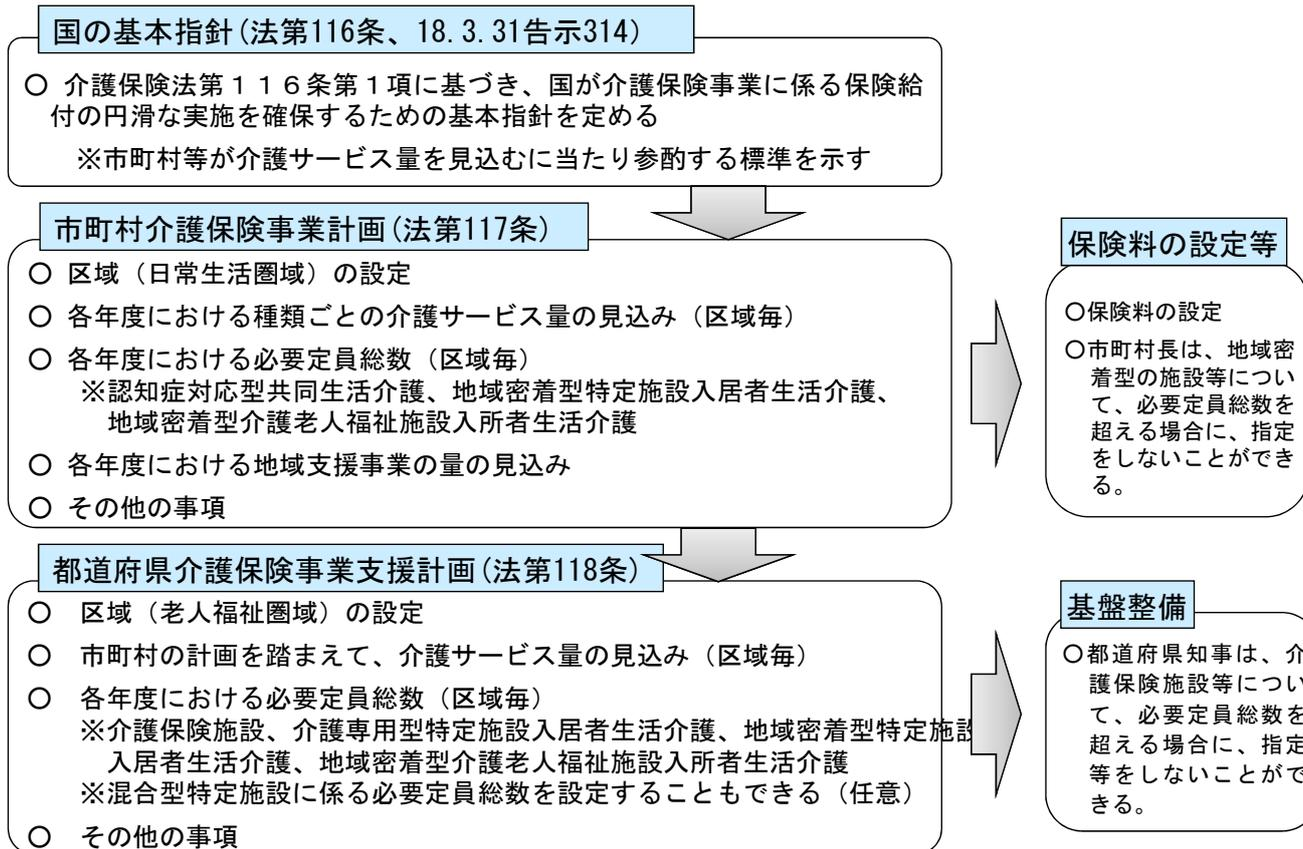 国の基本指針(法第116条、18.3.31告示314)
○ 介護保険法第１１６条第１項に基づき、国が介護保険事業に係る保険給
付の円滑な実施を確保するための基本指針を定める
※市町村等が介護サービス量を見込むに当たり参酌する標準を示す
市町村介護保険事業計画(法第117条)
○ 区域（日常生活圏域）の設定
○ 各年度における種類ごとの介護サービス量の見込み（区域毎）
○ 各年度における必要定員総数（区域毎）
※認知症対応型共同生活介護、地域密着型特定施設入居者生活介護、
地域密着型介護老人福祉施設入所者生活介護
○ 各年度における地域支援事業の量の見込み
○ その他の事項
保険料の設定等
○保険料の設定
○市町村長は、地域密
着型の施設等につい
て、必要定員総数を
超える場合に、指定
をしないことができ
る。
都道府県介護保険事業支援計画(法第118条)
○ 区域（老人福祉圏域）の設定
○ 市町村の計画を踏まえて、介護サービス量の見込み（区域毎）
○ 各年度における必要定員総数（区域毎）
※介護保険施設、介護専用型特定施設入居者生活介護、地域密着型特定施設
入居者生活介護、地域密着型介護老人福祉施設入所者生活介護
※混合型特定施設に係る必要定員総数を設定することもできる（任意）
○ その他の事項
基盤整備
○都道府県知事は、介
護保険施設等につい
て、必要定員総数を
超える場合に、指定
等をしないことがで
きる。